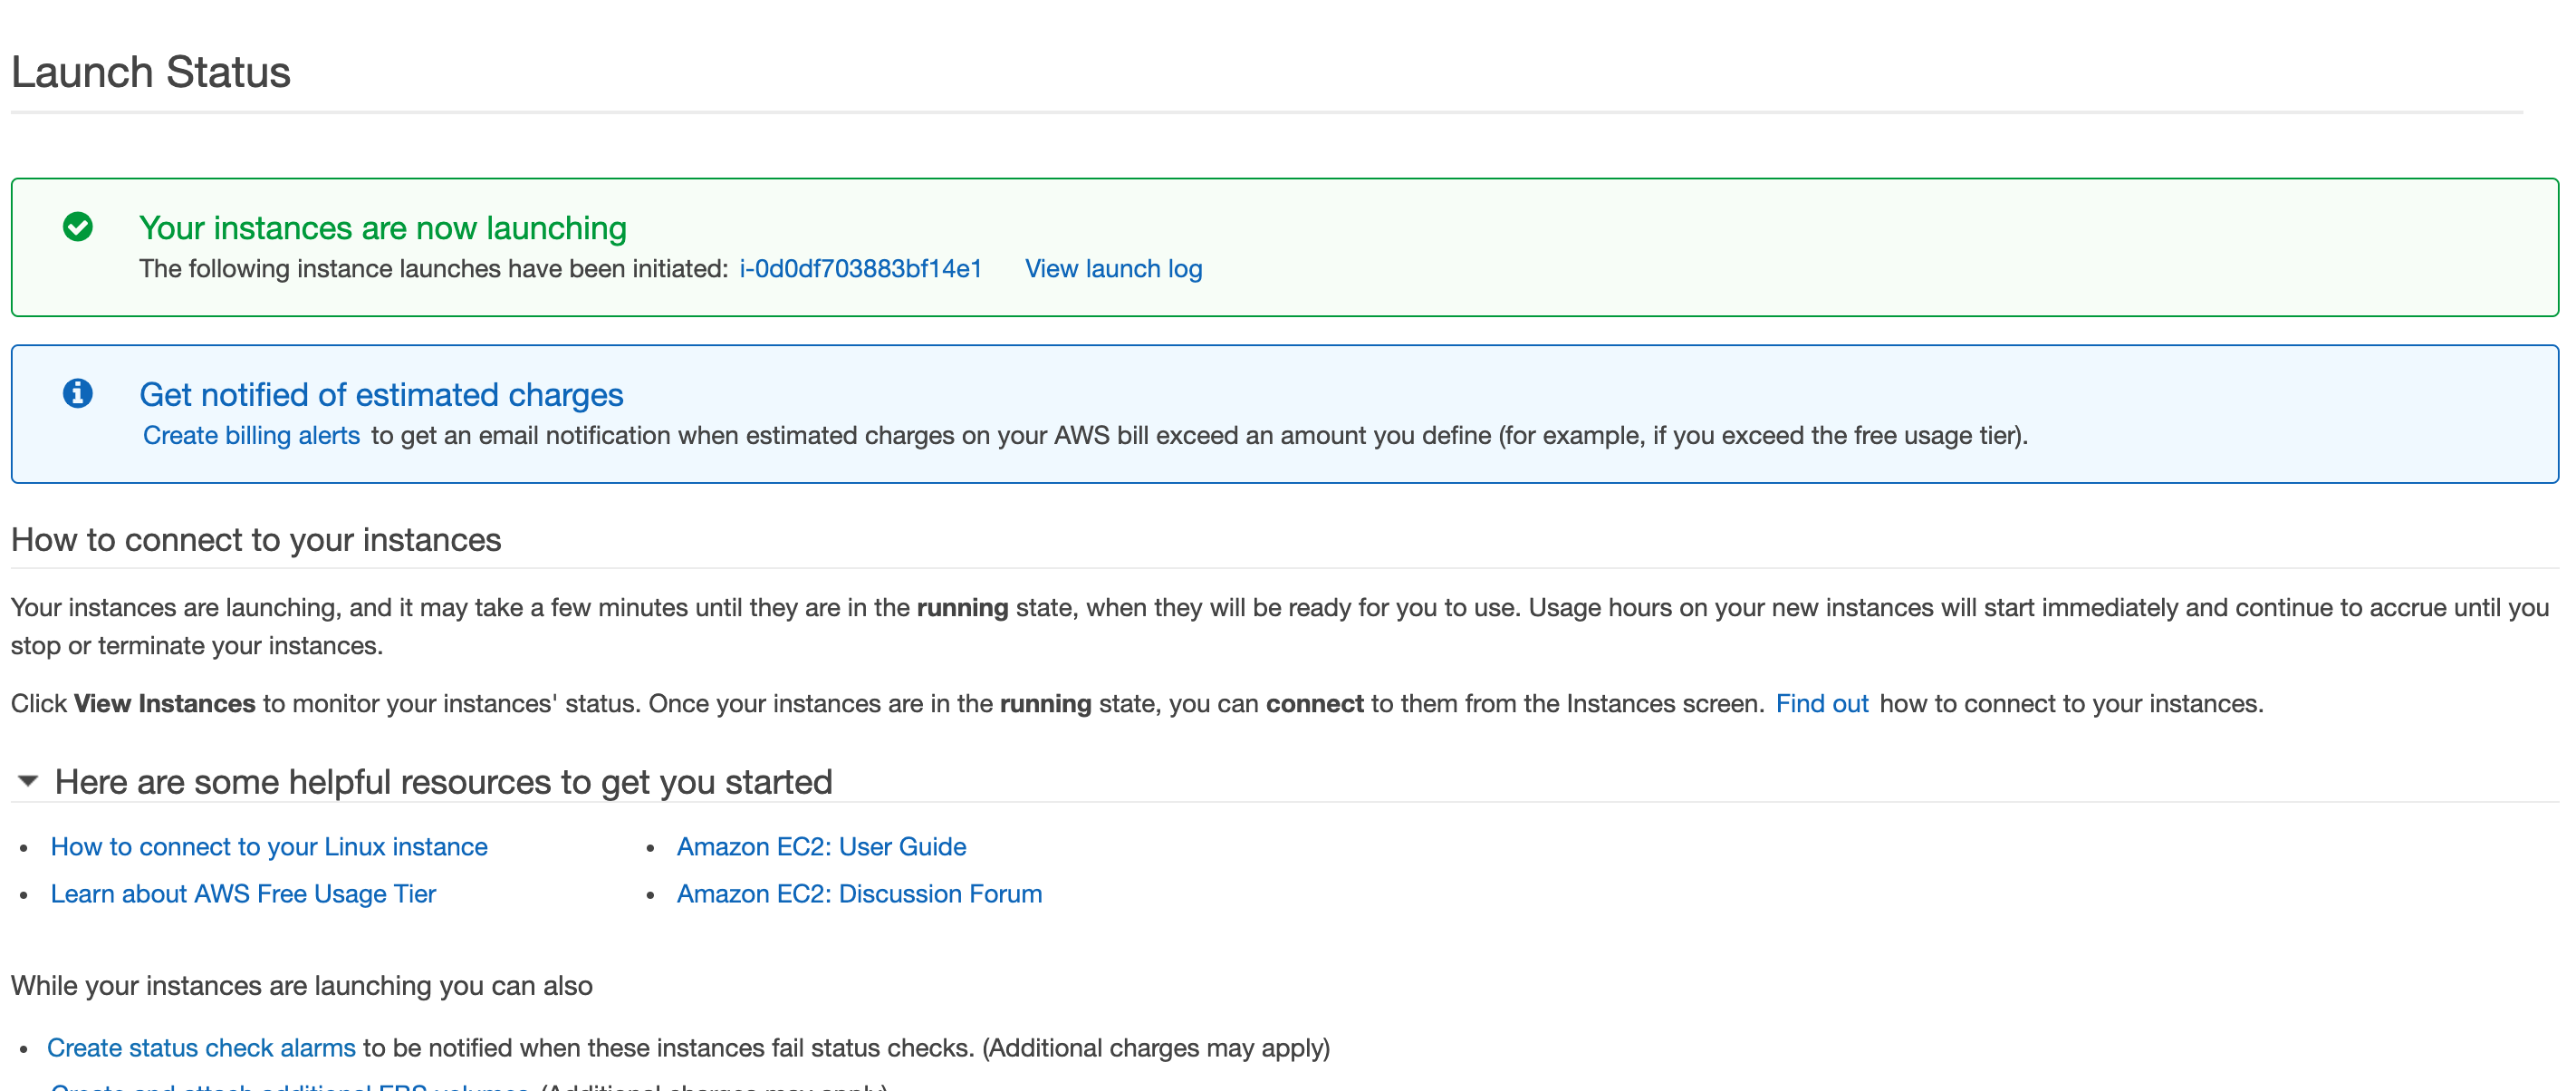 Launch Status
Your instances are now launching
The following instance launches have been initiated: i-0d0df703883bf14e1 View launch log
Get notified of estimated charges
Create billing alerts to get an email notification when estimated charges on your AWS bill exceed an amount you define (for example, if you exceed the free usage tier).
How to connect to your instances
Your instances are launching, and it may take a few minutes until they are in the running state, when they will be ready for you to use. Usage hours on your new instances will start immediately and continue to accrue until you
stop or terminate your instances.
Click View Instances to monitor your instances' status. Once your instances are in the running state, you can connect to them from the Instances screen. Find out how to connect to your instances.
Here are some helpful resources to get you started
• How to connect to your Linux instance
• Learn about AWS Free Usage Tier
• Amazon EC2: User Guide
• Amazon EC2: Discussion Forum
While your instances are launching you can also
• Create status check alarms to be notified when these instances fail status checks. (Additional charges may apply)
Create and attach additional EBS volumes (Additional charges may apply)